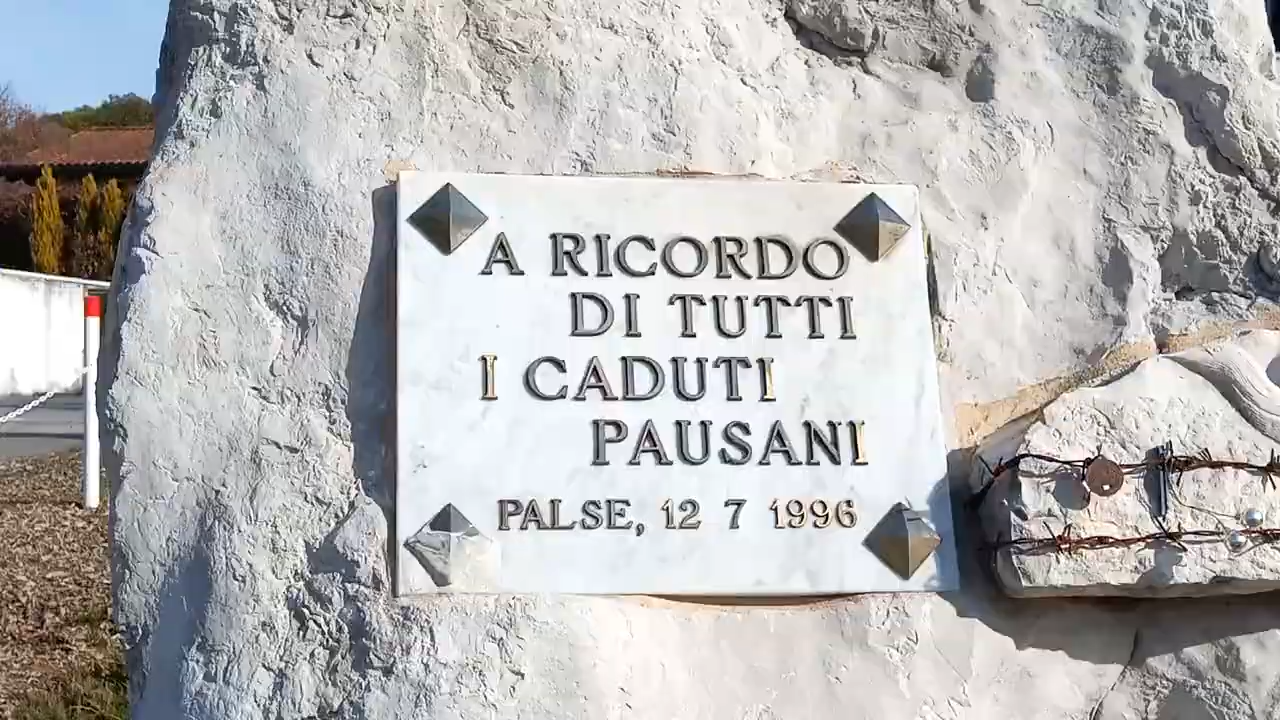 A RICORDO
DI TUTTI
I CADUTI
PAUSANI
PALSE, 12 7 1996